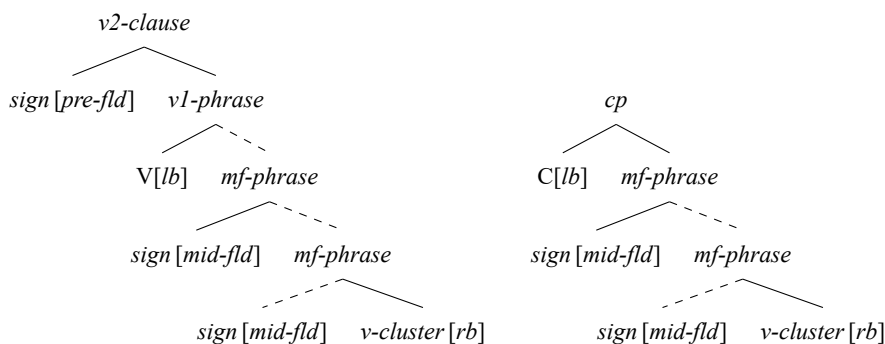 v2-clause
sign [pre-fld] v1-phrase cp
V[lb] mf-phrase C[lb] mf-phrase
sign [mid-fld] mf-phrase sign [mid-fld] mf-phrase
sign [mid-fld] v-cluster [rb] sign [mid-fld] v-cluster [rb]